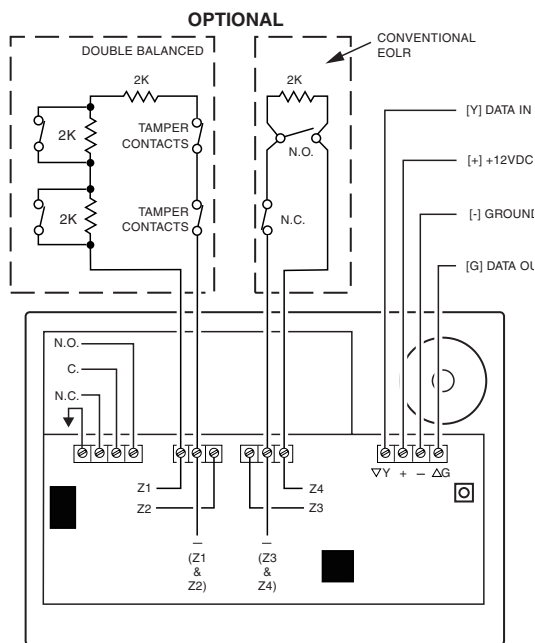 OPTIONAL
DOUBLE BALANCED
CONVENTIONAL
EOLR
2K
2K
2K
2K
TAMPER
CONTACTS
N.O.
TAMPER
CONTACTS
N.C.
[Y] DATA IN
[+] +12VDC
[-] GROUND
[G] DATA OU
N.O.
C.
N.C.
Z1
Z2
Z4
Z3
▽Y + – △G
–
(Z1
&
Z2)
–
(Z3
&
Z4)